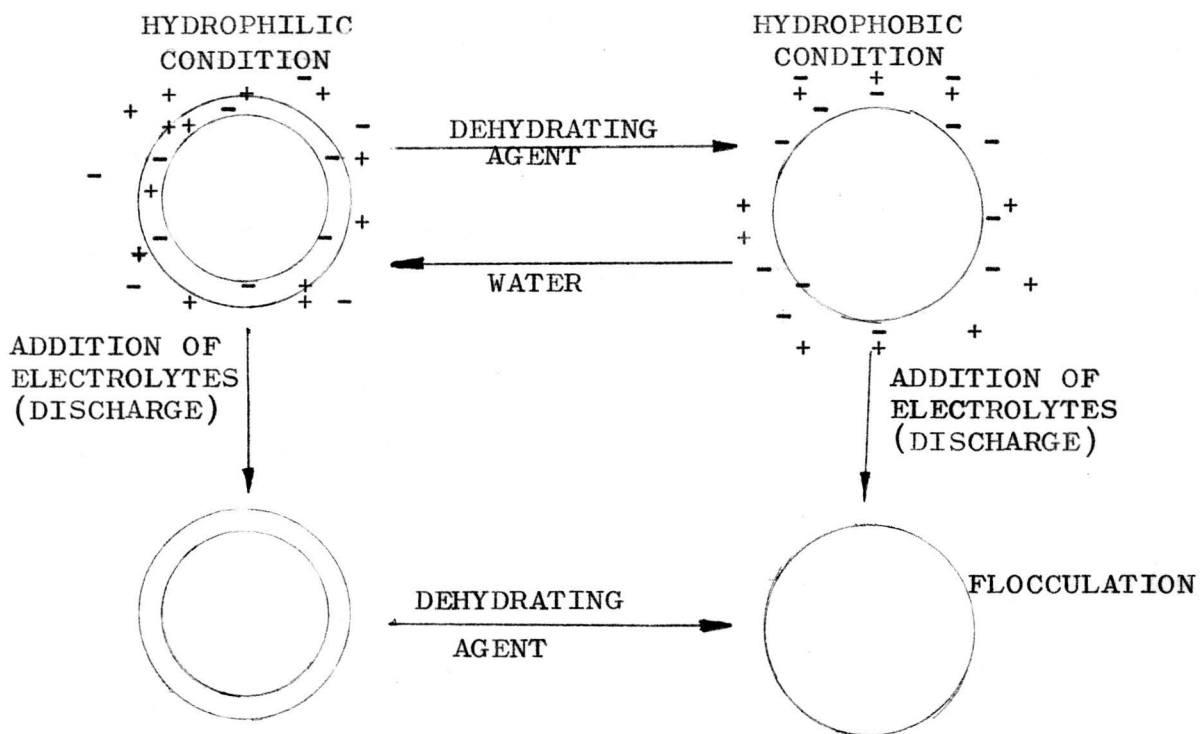 HYDROPHILIC
CONDITION
HYDROPHOBIC
CONDITION
DEHYDRATING
AGENT
WATER
ADDITION OF
ELECTROLYTES
(DISCHARGE)
ADDITION OF
ELECTROLYTES
(DISCHARGE)
DEHYDRATING
AGENT
FLOCCULATION